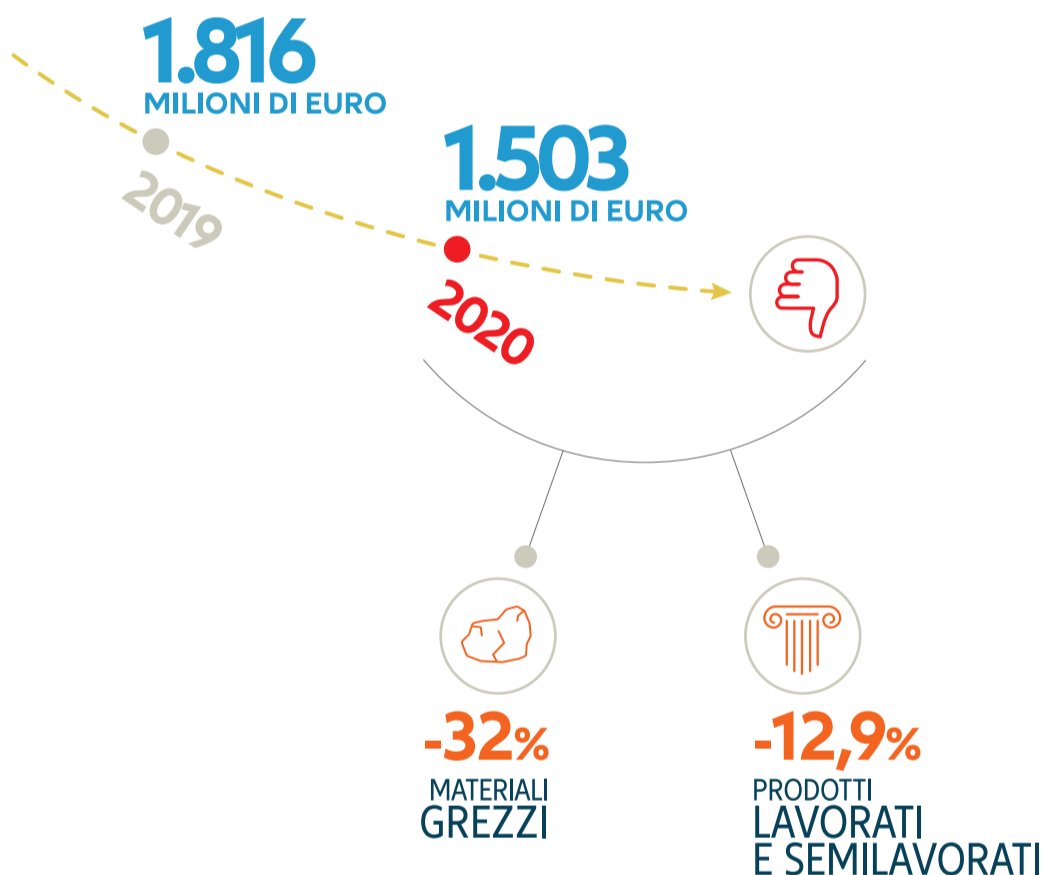 1.816
MILIONI DI EURO
2019
1.503
MILIONI DI EURO
2020
-32%
MATERIALI
GREZZI
-12,9%
PRODOTTI
LAVORATI
E SEMILAVORATI